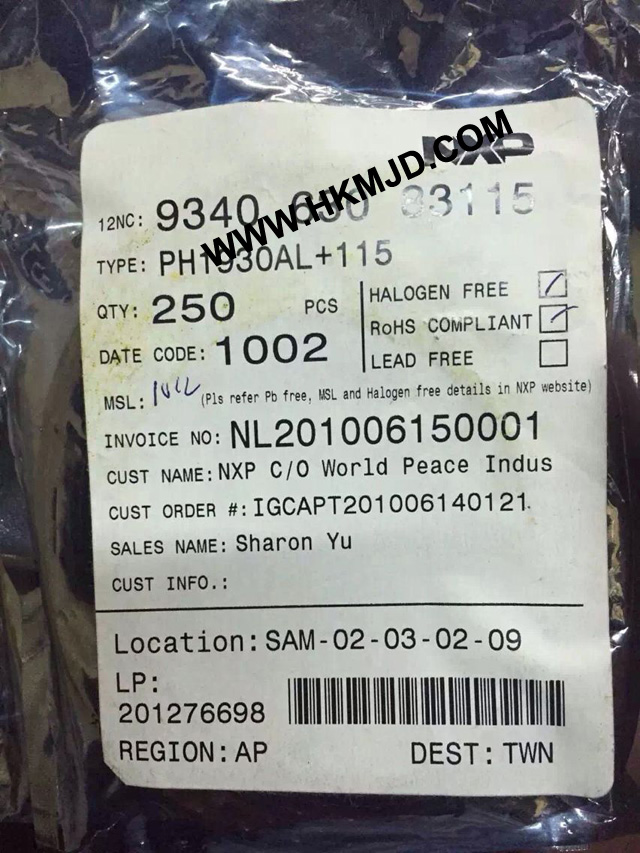 NXP
WWW.HKMJD.COM
12NC: 9340 83115
TYPE: PH1930AL+115
QTY: 250 PCS
HALOGEN FREE
RoHS COMPLIANT
DATE CODE: 1002
LEAD FREE
MSL: (Pls refer Pb free, MSL and Halogen free details in NXP website)
INVOICE NO: NL201006150001
CUST NAME: NXP C/O World Peace Indus
CUST ORDER #: IGCAPT201006140121
SALES NAME: Sharon Yu
CUST INFO.:
Location: SAM-02-03-02-09
LP:
201276698
REGION: AP DEST: TWN